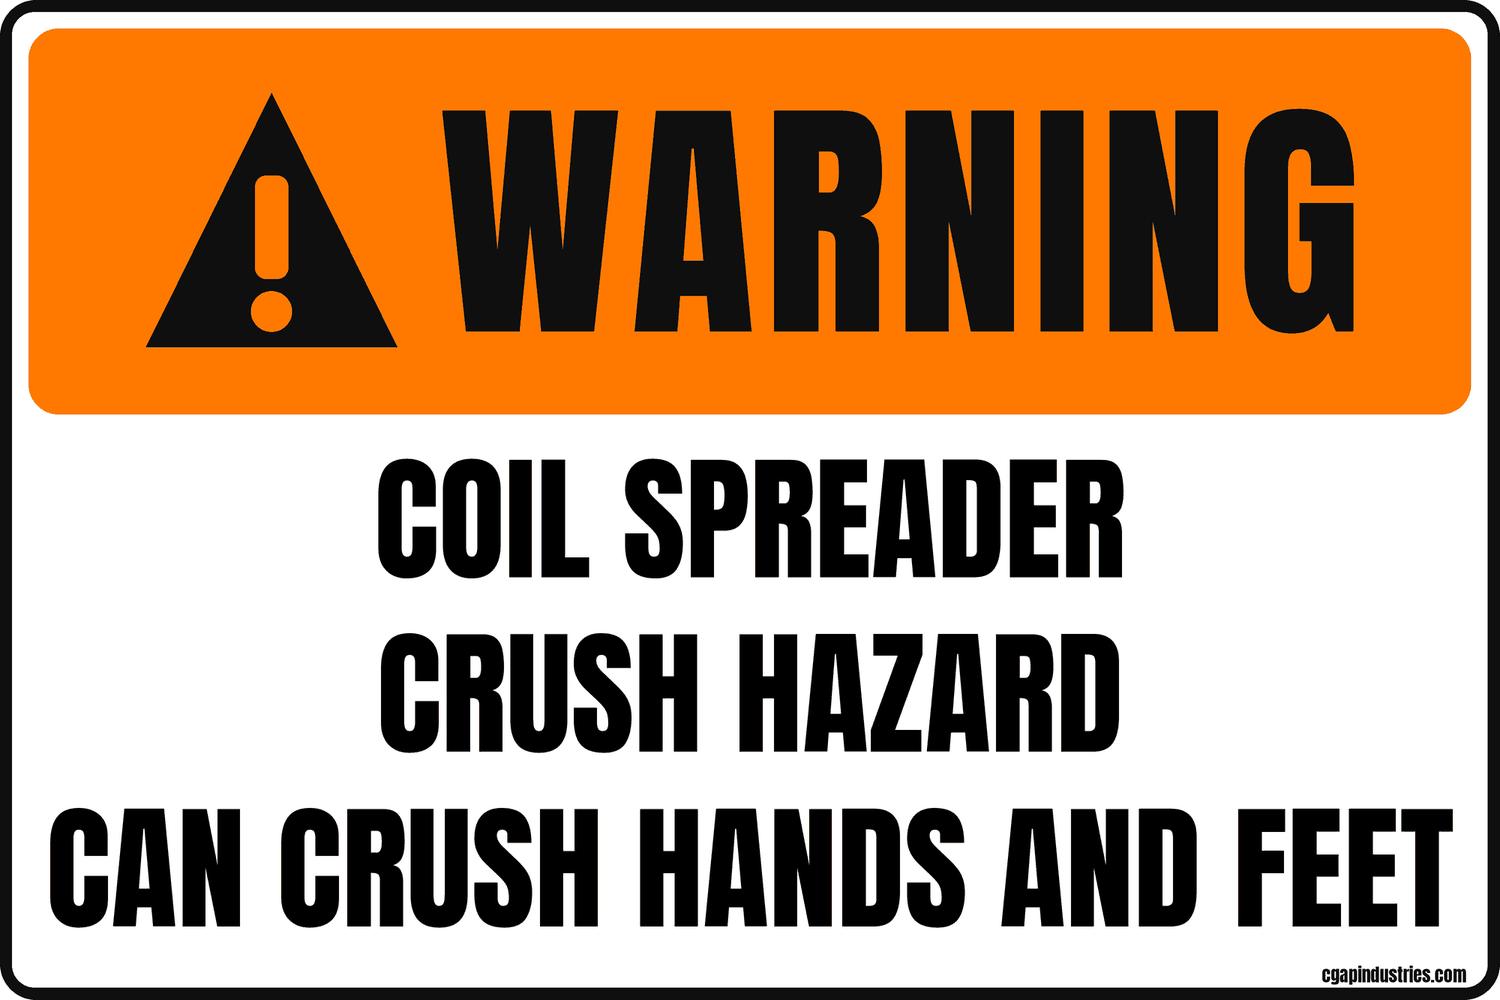 WARNING
COIL SPREADER
CRUSH HAZARD
CAN CRUSH HANDS AND FEET
cgapindustries.com